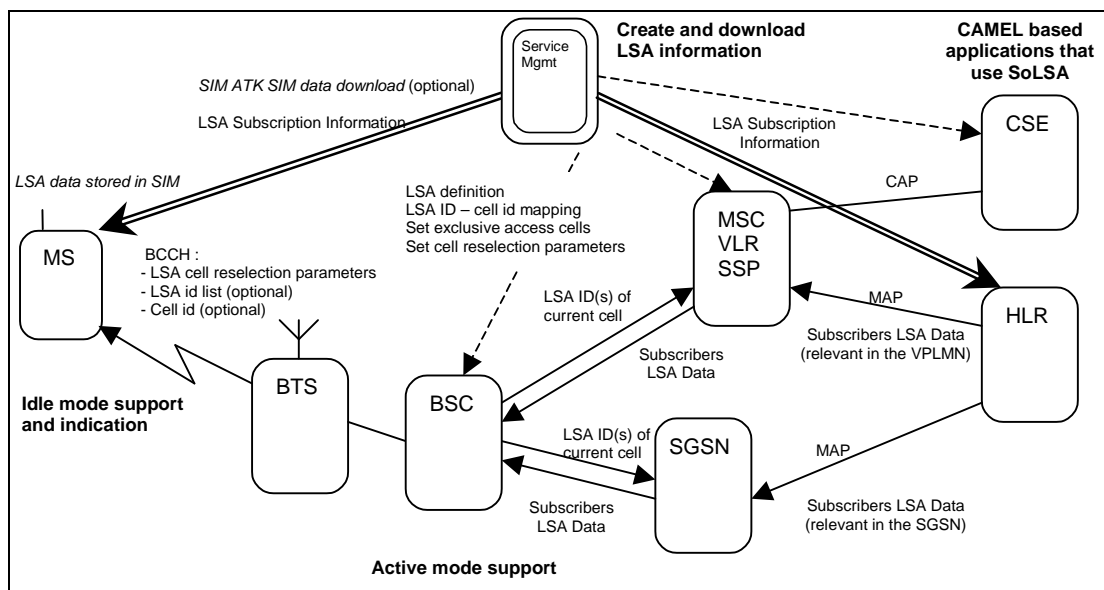 Service
Mgmt
Create and download
LSA information
CAMEL based
applications that
use SoLSA
SIM ATK SIM data download (optional)
LSA Subscription Information
LSA Subscription
Information
CSE
LSA data stored in SIM
CAP
LSA definition
LSA ID – cell id mapping
Set exclusive access cells
Set cell reselection parameters
MSC
VLR
SSP
MS
BCCH :
- LSA cell reselection parameters
- LSA id list (optional)
- Cell id (optional)
LSA ID(s) of
current cell
MAP
HLR
Subscribers LSA Data
(relevant in the VPLMN)
Subscribers
LSA Data
BTS
BSC
Idle mode support
and indication
LSA ID(s) of
current cell
SGSN
MAP
Subscribers
LSA Data
Subscribers LSA Data
(relevant in the SGSN)
Active mode support